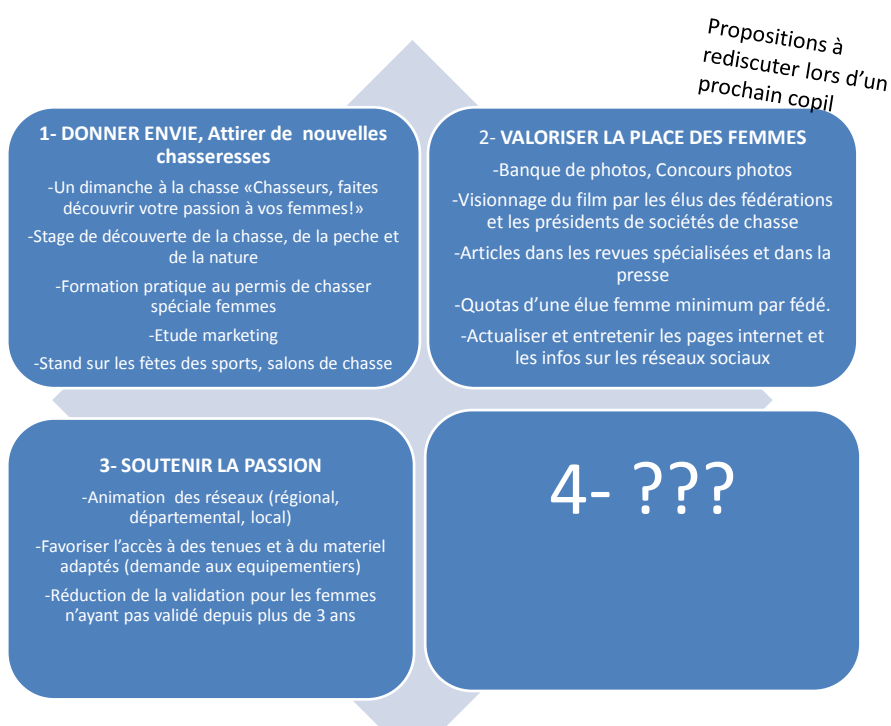 Propositions à
rediscuter lors d'un
prochain copil
1- DONNER ENVIE, Attirer de nouvelles
chasseresses
-Un dimanche à la chasse «Chasseurs, faites
découvrir votre passion à vos femmes!»
-Stage de découverte de la chasse, de la peche et
de la nature
-Formation pratique au permis de chasser
spéciale femmes
-Etude marketing
-Stand sur les fètes des sports, salons de chasse
2- VALORISER LA PLACE DES FEMMES
-Banque de photos, Concours photos
-Visionnage du film par les élus des fédérations
et les présidents de sociétés de chasse
-Articles dans les revues spécialisées et dans la
presse
-Quotas d'une élue femme minimum par fédé.
-Actualiser et entretenir les pages internet et
les infos sur les réseaux sociaux
3- SOUTENIR LA PASSION
-Animation des réseaux (régional,
départemental, local)
-Favoriser l'accès à des tenues et à du materiel
adaptés (demande aux equipementiers)
-Réduction de la validation pour les femmes
n'ayant pas validé depuis plus de 3 ans
4- ???